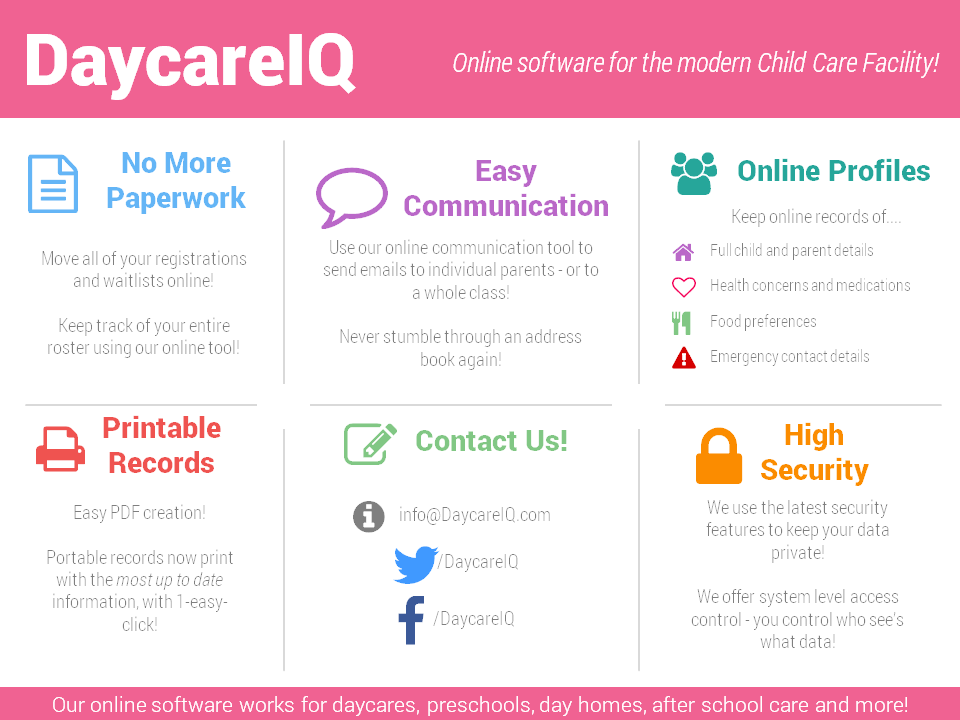 DaycareIQ
Online software for the modern Child Care Facility!
No More
Paperwork
Move all of your registrations
and waitlists online!
Keep track of your entire
roster using our online tool!
Easy
Communication
Use our online communication tool to
send emails to individual parents - or to
a whole class!
Never stumble through an address
book again!
Online Profiles
Keep online records of....
Full child and parent details
Health concerns and medications
Food preferences
Emergency contact details
Printable
Records
Easy PDF creation!
Portable records now print
with the most up to date
information, with 1-easy-
click!
Contact Us!
info@DaycareIQ.com
/DaycareIQ
/DaycareIQ
High
Security
We use the latest security
features to keep your data
private!
We offer system level access
control - you control who see's
what data!
Our online software works for daycares, preschools, day homes, after school care and more!